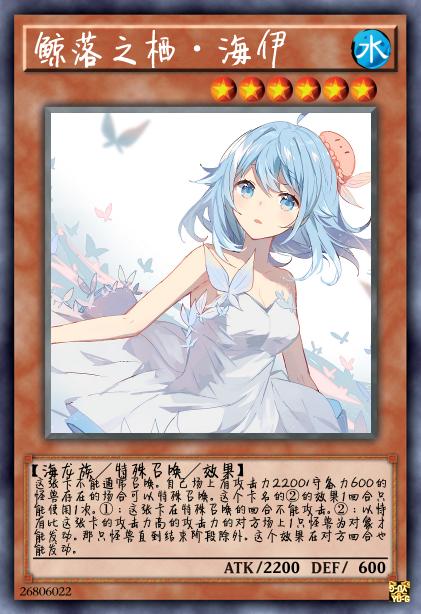 鲸落之栖・海伊
水
【海龙族／特殊召唤／效果】
这张卡不能通常召唤。自己场上有攻击力2200/守备力600的
怪兽存在的场合可以特殊召唤。这个卡名的②的效果1回合只
能使用1次。①：这张卡在特殊召唤的回合不能攻击。②：以持
有比这张卡的攻击力高的攻击力的对方场上1只怪兽为对象才
能发动。那只怪兽直到结束阶段除外。这个效果在对方回合也
能发动。
ATK/2200 DEF/ 600
26806022